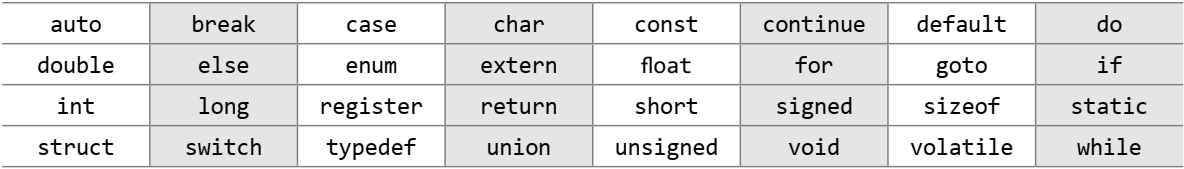 auto break case char const continue default do
double else enum extern float for goto if
int long register return short signed sizeof static
struct switch typedef union unsigned void volatile while